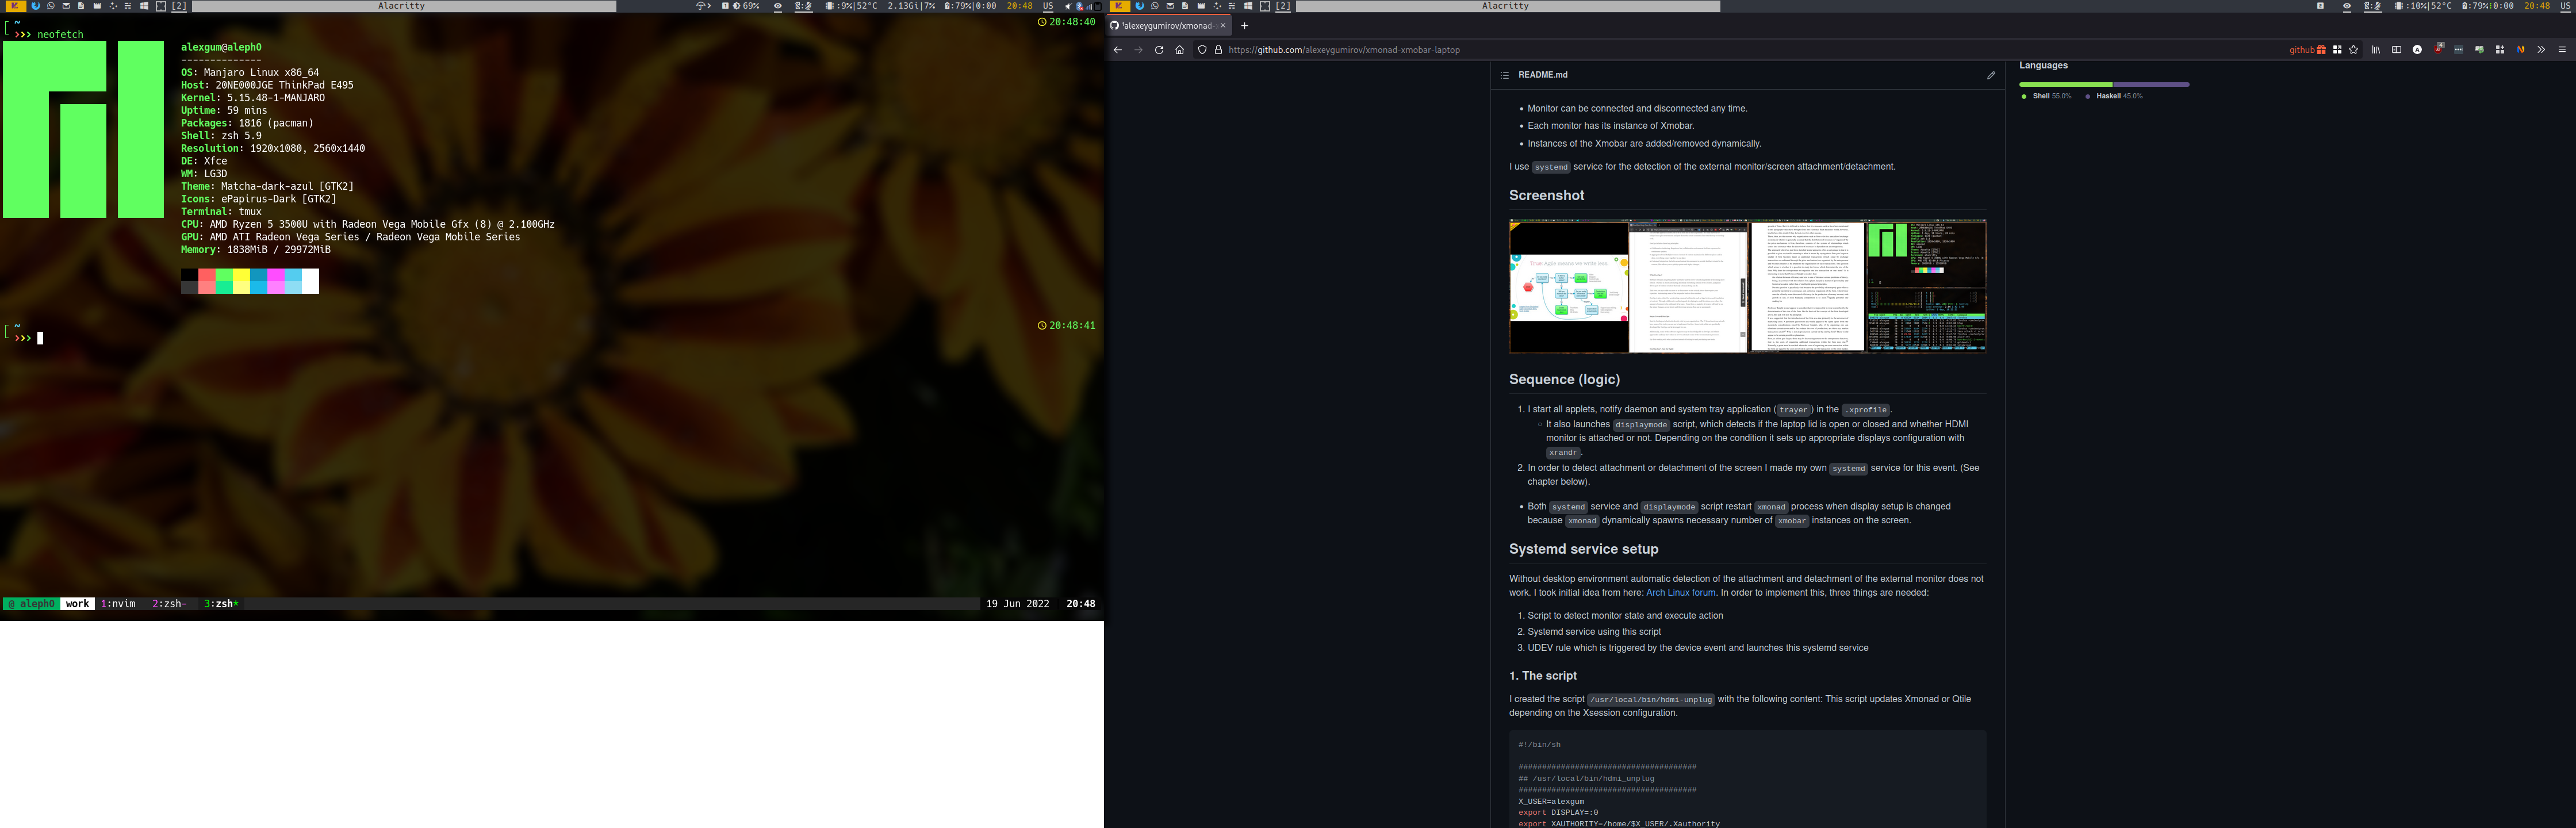 [2] Alacritty 69% :9%|52°C 2.13Gi|7% :79%|0:00 20:48 US
~ 20:48:40
>>> neofetch
alexgum@aleph0
--------------
OS: Manjaro Linux x86_64
Host: 20NE000JGE ThinkPad E495
Kernel: 5.15.48-1-MANJARO
Uptime: 59 mins
Packages: 1816 (pacman)
Shell: zsh 5.9
Resolution: 1920x1080, 2560x1440
DE: Xfce
WM: LG3D
Theme: Matcha-dark-azul [GTK2]
Icons: ePapirus-Dark [GTK2]
Terminal: tmux
CPU: AMD Ryzen 5 3500U with Radeon Vega Mobile Gfx (8) @ 2.100GHz
GPU: AMD ATI Radeon Vega Series / Radeon Vega Mobile Series
Memory: 1838MiB / 29972MiB
~ 20:48:41
>>>
@ aleph0 work 1:nvim 2:zsh- 3:zsh* 19 Jun 2022 20:48
[2] Alacritty :10%|52°C :79%|0:00 20:48 US
alexeygumirov/xmonad-
https://github.com/alexeygumirov/xmonad-xmobar-laptop github
README.md
Languages
Shell 55.0% Haskell 45.0%
• Monitor can be connected and disconnected any time.
• Each monitor has its instance of Xmobar.
• Instances of the Xmobar are added/removed dynamically.
I use systemd service for the detection of the external monitor/screen attachment/detachment.
Screenshot
True Agile means we write less
Sequence (logic)
1. I start all applets, notify daemon and system tray application (trayer) in the .xprofile.
○ It also launches displaymode script, which detects if the laptop lid is open or closed and whether HDMI
monitor is attached or not. Depending on the condition it sets up appropriate displays configuration with
xrandr.
2. In order to detect attachment or detachment of the screen I made my own systemd service for this event. (See
chapter below).
• Both systemd service and displaymode script restart xmonad process when display setup is changed
because xmonad dynamically spawns necessary number of xmobar instances on the screen.
Systemd service setup
Without desktop environment automatic detection of the attachment and detachment of the external monitor does not
work. I took initial idea from here: Arch Linux forum. In order to implement this, three things are needed:
1. Script to detect monitor state and execute action
2. Systemd service using this script
3. UDEV rule which is triggered by the device event and launches this systemd service
1. The script
I created the script /usr/local/bin/hdmi-unplug with the following content: This script updates Xmonad or Qtile
depending on the Xsession configuration.
#!/bin/sh
######################################
## /usr/local/bin/hdmi_unplug
######################################
X_USER=alexgum
export DISPLAY=:0
export XAUTHORITY=/home/$X_USER/.Xauthority